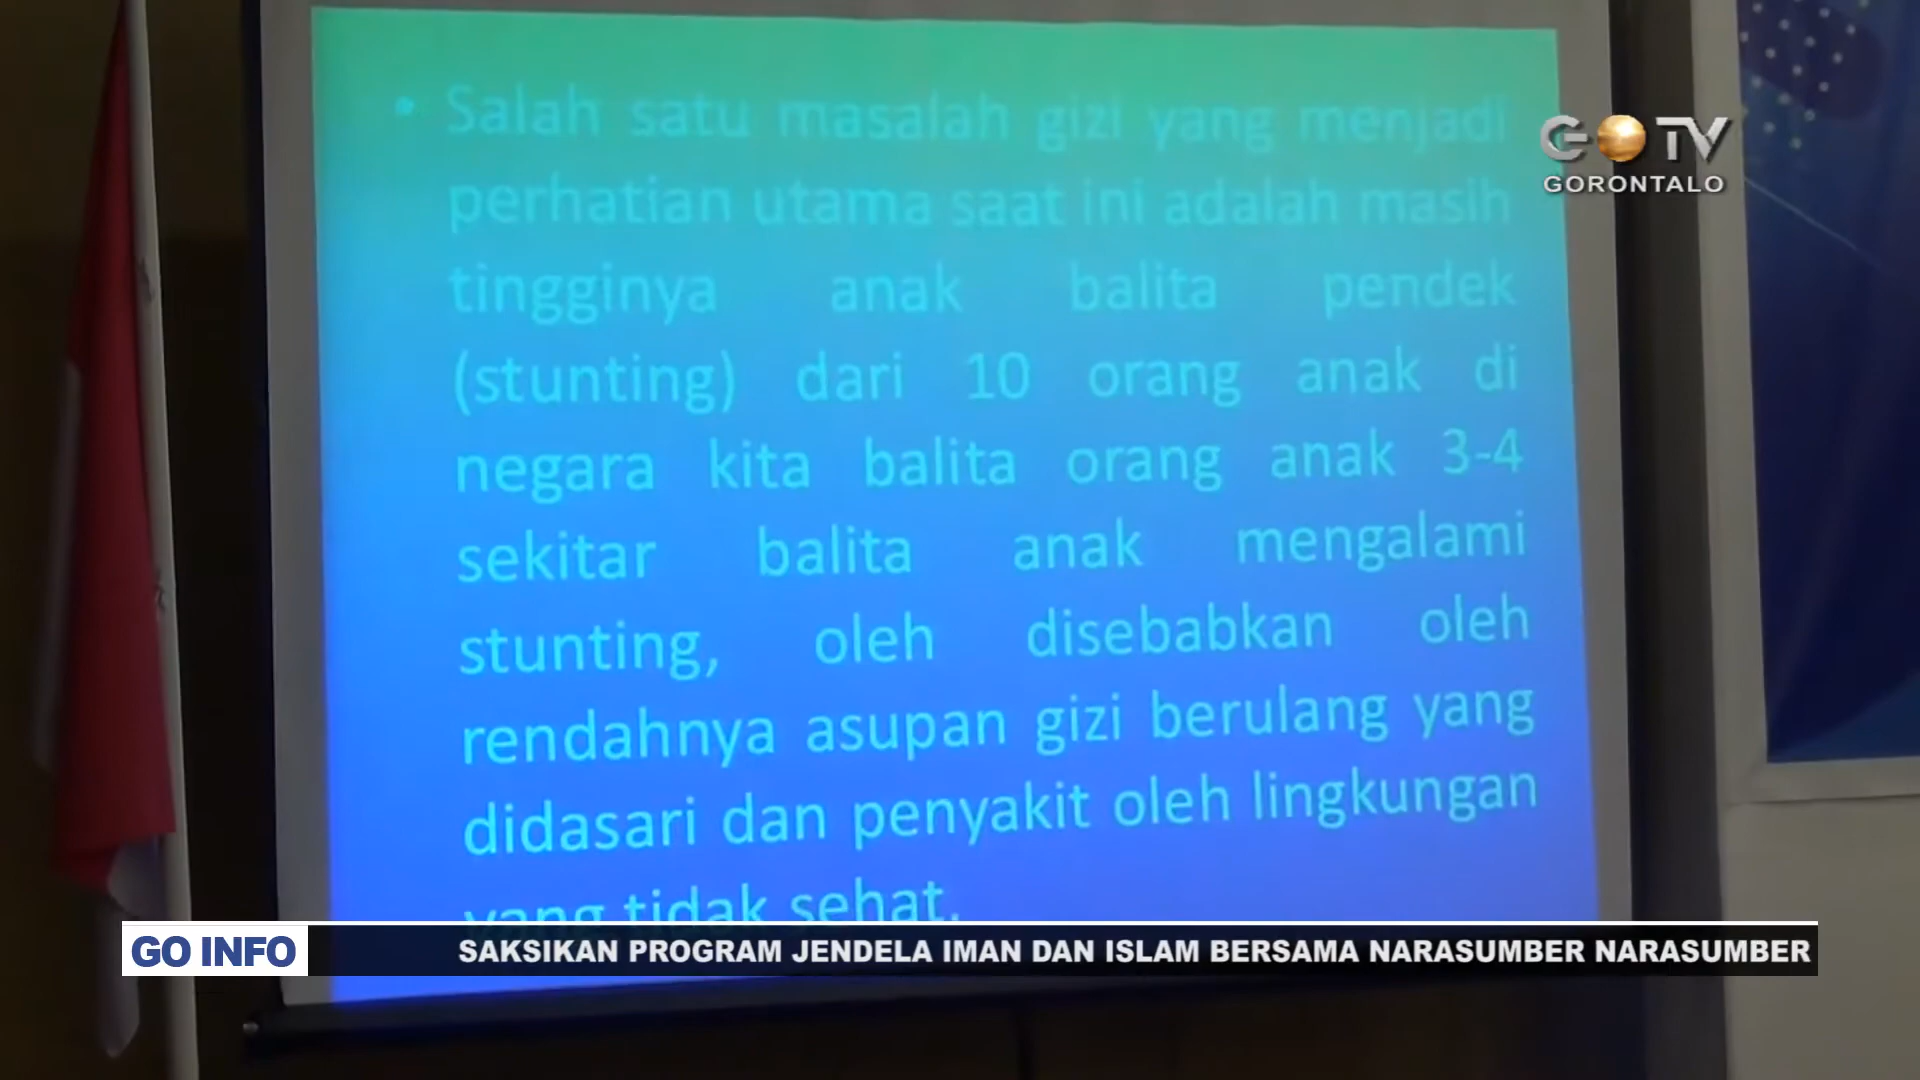 • Salah satu masalah gizi yang menjadi
perhatian utama saat ini adalah masih
tingginya anak balita pendek
(stunting) dari 10 orang anak di
negara kita balita orang anak 3-4
sekitar balita anak mengalami
stunting, oleh disebabkan oleh
rendahnya asupan gizi berulang yang
didasari dan penyakit oleh lingkungan
yang tidak sehat.
GO TV
GORONTALO
GO INFO
SAKSIKAN PROGRAM JENDELA IMAN DAN ISLAM BERSAMA NARASUMBER NARASUMBER